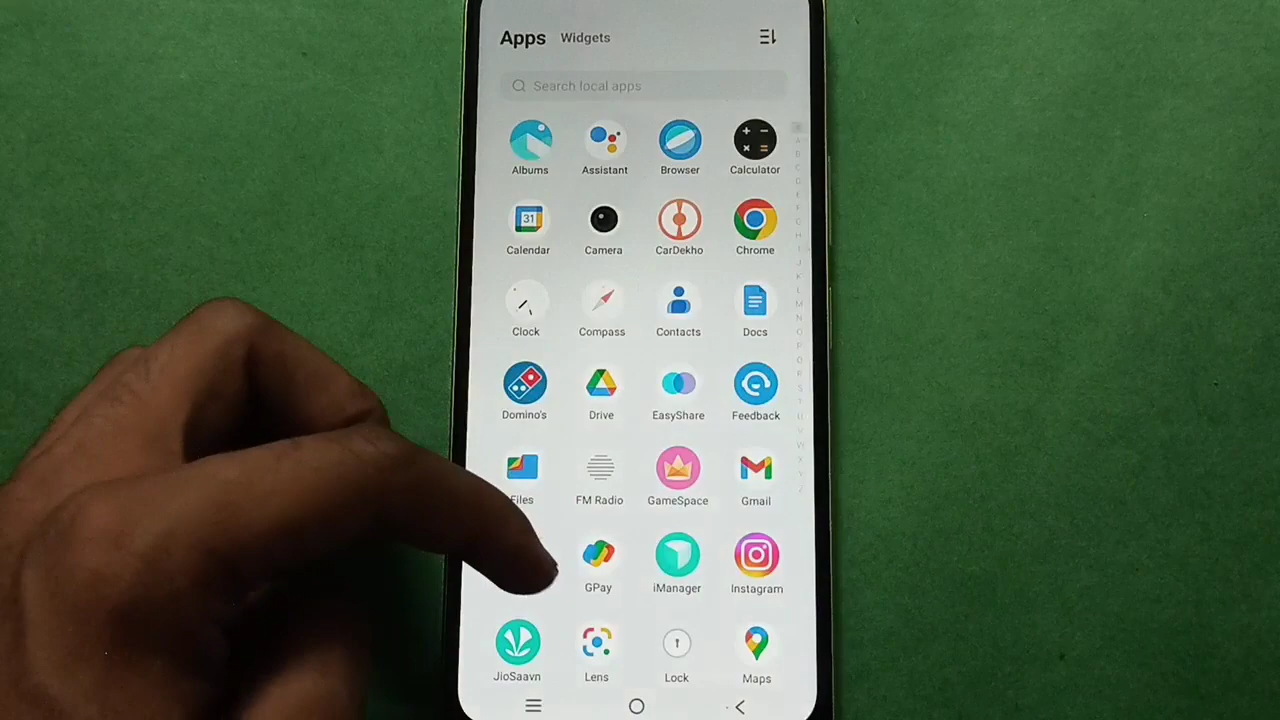 Apps Widgets
Search local apps
Albums Assistant Browser Calculator
31
Calendar Camera CarDekho Chrome
Clock Compass Contacts Docs
Domino's Drive EasyShare Feedback
Files FM Radio GameSpace Gmail
GPay iManager Instagram
JioSaavn Lens Lock Maps